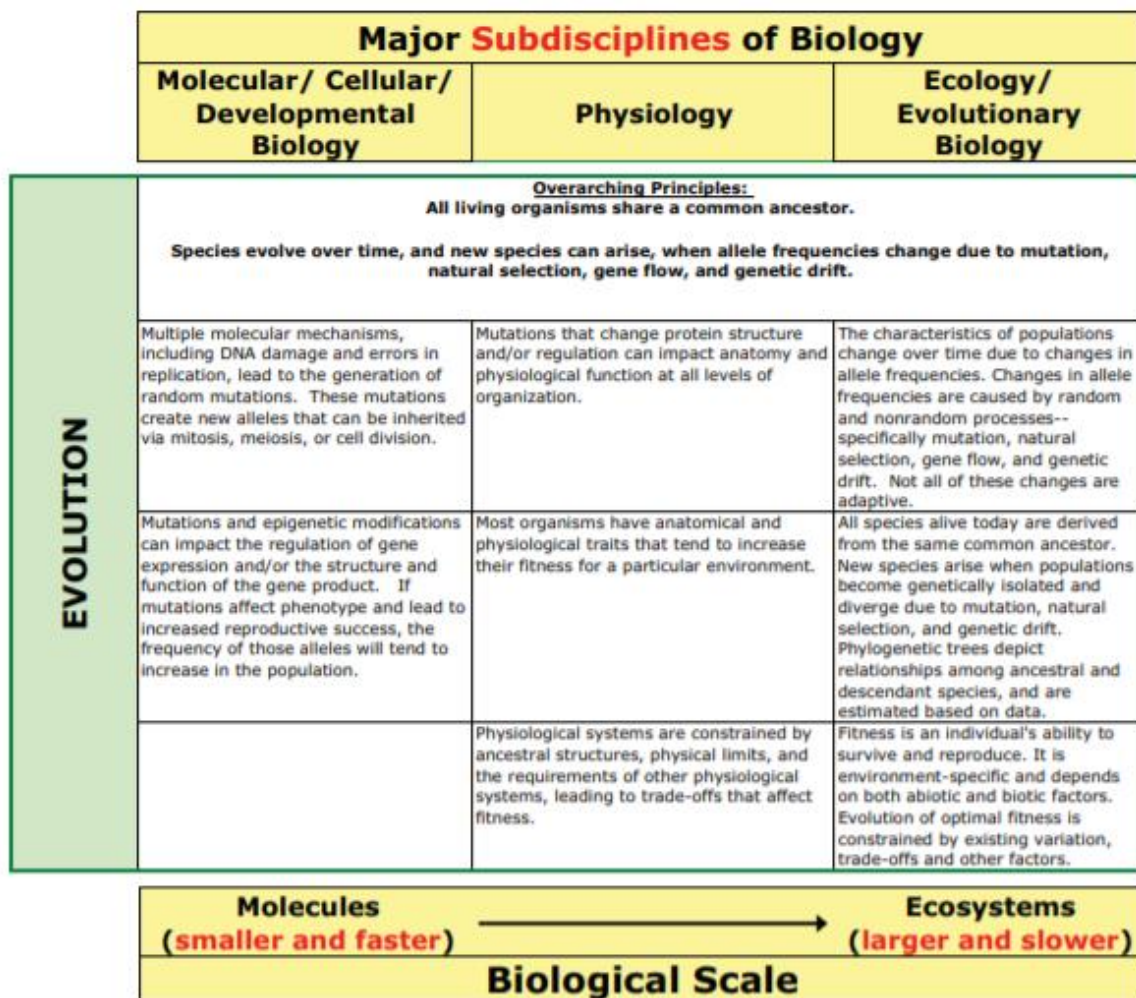 Major Subdisciplines of Biology
Molecular/ Cellular/
Developmental
Biology
Physiology
Ecology/
Evolutionary
Biology
EVOLUTION
Overarching Principles:
All living organisms share a common ancestor.
Species evolve over time, and new species can arise, when allele frequencies change due to mutation,
natural selection, gene flow, and genetic drift.
Multiple molecular mechanisms,
including DNA damage and errors in
replication, lead to the generation of
random mutations. These mutations
create new alleles that can be inherited
via mitosis, meiosis, or cell division.
Mutations that change protein structure
and/or regulation can impact anatomy and
physiological function at all levels of
organization.
The characteristics of populations
change over time due to changes in
allele frequencies. Changes in allele
frequencies are caused by random
and nonrandom processes--
specifically mutation, natural
selection, gene flow, and genetic
drift. Not all of these changes are
adaptive.
Mutations and epigenetic modifications
can impact the regulation of gene
expression and/or the structure and
function of the gene product. If
mutations affect phenotype and lead to
increased reproductive success, the
frequency of those alleles will tend to
increase in the population.
Most organisms have anatomical and
physiological traits that tend to increase
their fitness for a particular environment.
All species alive today are derived
from the same common ancestor.
New species arise when populations
become genetically isolated and
diverge due to mutation, natural
selection, and genetic drift.
Phylogenetic trees depict
relationships among ancestral and
descendant species, and are
estimated based on data.
Physiological systems are constrained by
ancestral structures, physical limits, and
the requirements of other physiological
systems, leading to trade-offs that affect
fitness.
Fitness is an individual's ability to
survive and reproduce. It is
environment-specific and depends
on both abiotic and biotic factors.
Evolution of optimal fitness is
constrained by existing variation,
trade-offs and other factors.
Molecules
(smaller and faster)
Ecosystems
(larger and slower)
Biological Scale